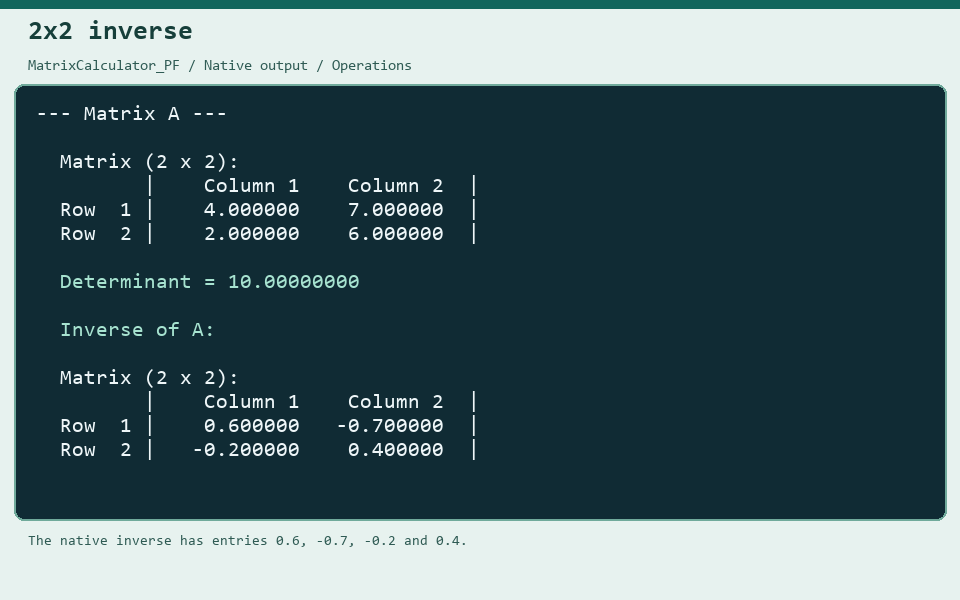 2x2 inverse
MatrixCalculator_PF / Native output / Operations
--- Matrix A ---
Matrix (2 x 2):
| Column 1 Column 2 |
Row 1 | 4.000000 7.000000 |
Row 2 | 2.000000 6.000000 |
Determinant = 10.00000000
Inverse of A:
Matrix (2 x 2):
| Column 1 Column 2 |
Row 1 | 0.600000 -0.700000 |
Row 2 | -0.200000 0.400000 |
The native inverse has entries 0.6, -0.7, -0.2 and 0.4.